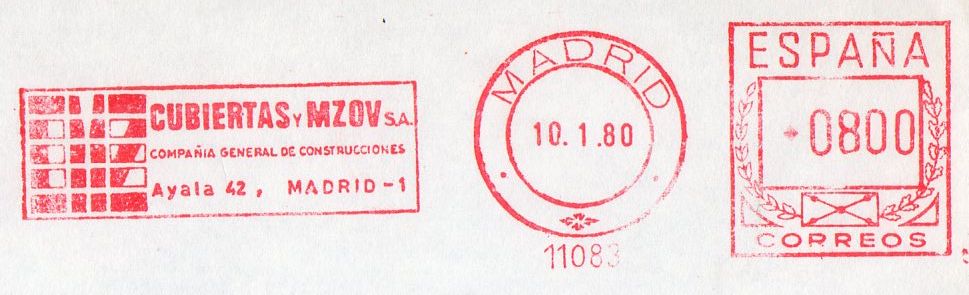 CUBIERTAS Y MZOV S.A.
COMPAÑIA GENERAL DE CONSTRUCCIONES
Ayala 42, MADRID-1
MADRID
10.1.80
11083
ESPAÑA
0800
CORREOS